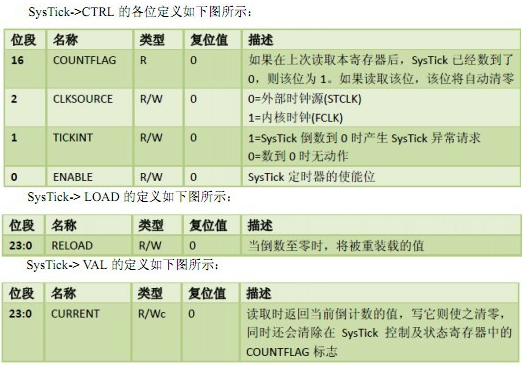 SysTick->CTRL 的各位定义如下图所示：
位段 名称 类型 复位值 描述
16 COUNTFLAG R 0 如果在上次读取本寄存器后，SysTick 已经数到了
0，则该位为 1。如果读取该位，该位将自动清零
2 CLKSOURCE R/W 0 0=外部时钟源(STCLK)
1=内核时钟(FCLK)
1 TICKINT R/W 0 1=SysTick 倒数到 0 时产生 SysTick 异常请求
0=数到 0 时无动作
0 ENABLE R/W 0 SysTick 定时器的使能位
SysTick-> LOAD 的定义如下图所示：
位段 名称 类型 复位值 描述
23:0 RELOAD R/W 0 当倒数至零时，将被重装载的值
SysTick-> VAL 的定义如下图所示：
位段 名称 类型 复位值 描述
23:0 CURRENT R/Wc 0 读取时返回当前倒计数的值，写它则使之清零，
同时还会清除在 SysTick 控制及状态寄存器中的
COUNTFLAG 标志